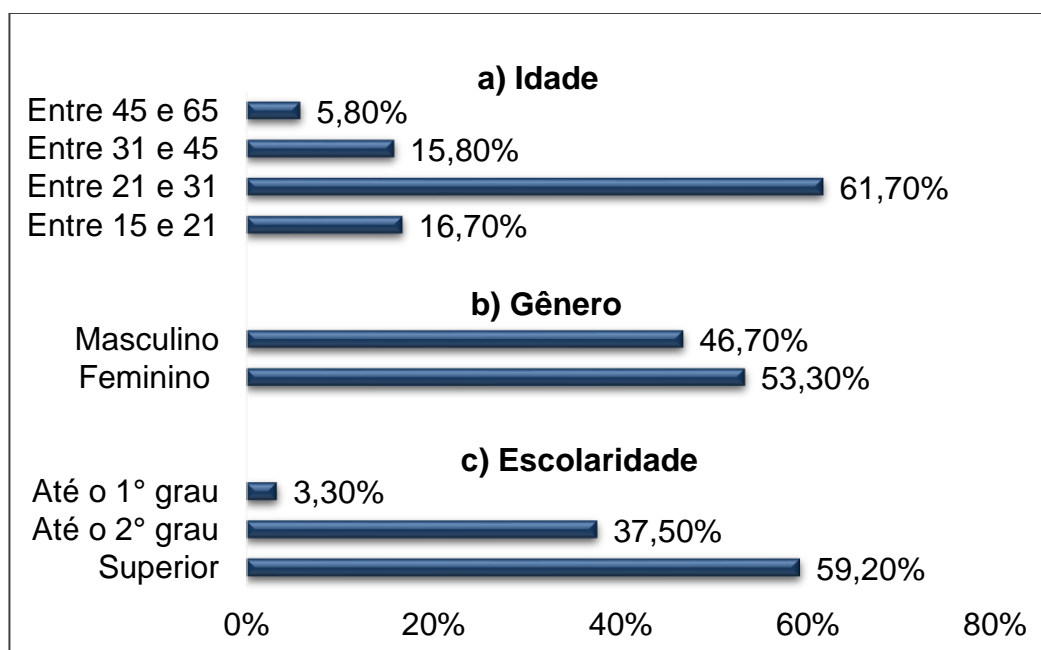 a) Idade
Entre 45 e 65 5,80%
Entre 31 e 45 15,80%
Entre 21 e 31 61,70%
Entre 15 e 21 16,70%
b) Gênero
Masculino 46,70%
Feminino 53,30%
c) Escolaridade
Até o 1° grau 3,30%
Até o 2° grau 37,50%
Superior 59,20%
0% 20% 40% 60% 80%